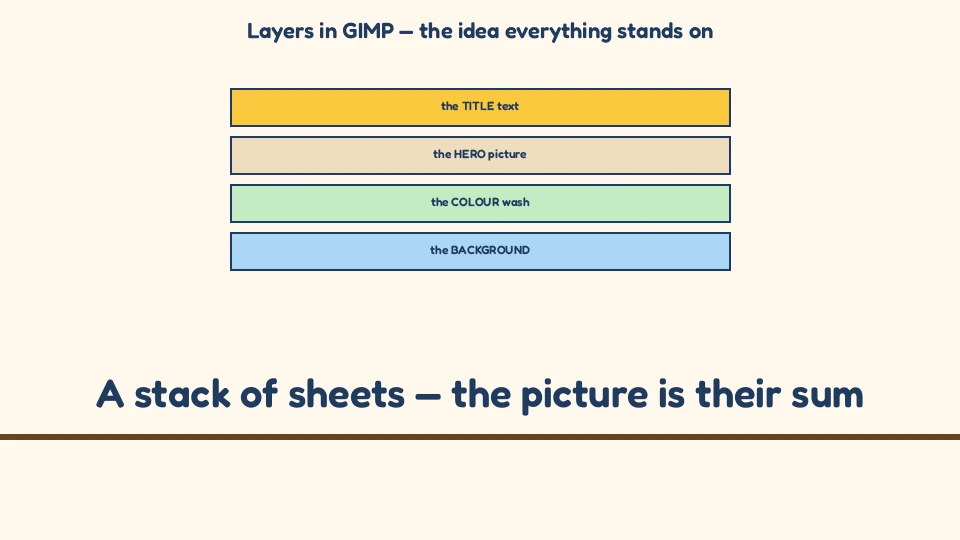 Layers in GIMP — the idea everything stands on
the TITLE text
the HERO picture
the COLOUR wash
the BACKGROUND
A stack of sheets — the picture is their sum